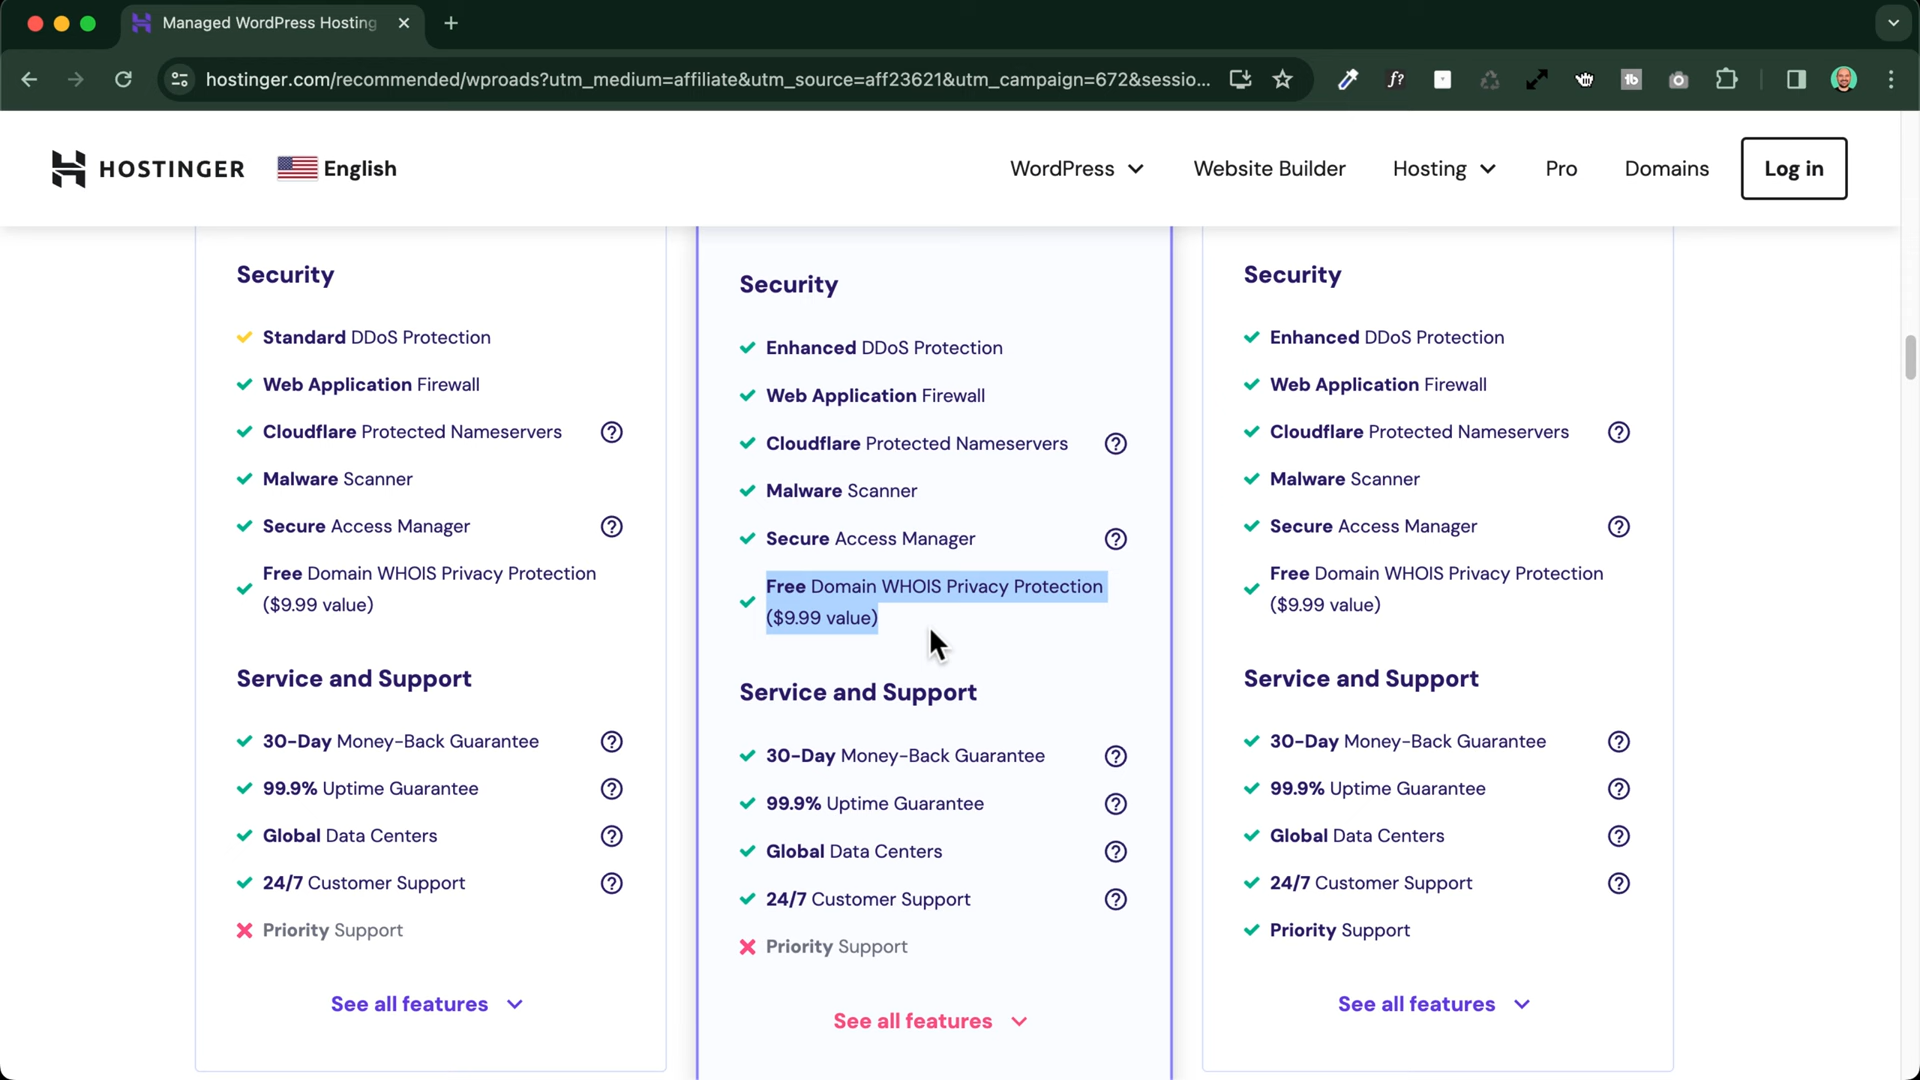 Managed WordPress Hosting
hostinger.com/recommended/wproads?utm_medium=affiliate&utm_source=aff23621&utm_campaign=672&sessio...
f?
tb
HOSTINGER
English
WordPress
Website Builder
Hosting
Pro
Domains
Log in
Security
Standard DDoS Protection
Web Application Firewall
Cloudflare Protected Nameservers
Malware Scanner
Secure Access Manager
Free Domain WHOIS Privacy Protection
($9.99 value)
Service and Support
30-Day Money-Back Guarantee
99.9% Uptime Guarantee
Global Data Centers
24/7 Customer Support
Priority Support
See all features
Security
Enhanced DDoS Protection
Web Application Firewall
Cloudflare Protected Nameservers
Malware Scanner
Secure Access Manager
Free Domain WHOIS Privacy Protection
($9.99 value)
Service and Support
30-Day Money-Back Guarantee
99.9% Uptime Guarantee
Global Data Centers
24/7 Customer Support
Priority Support
See all features
Security
Enhanced DDoS Protection
Web Application Firewall
Cloudflare Protected Nameservers
Malware Scanner
Secure Access Manager
Free Domain WHOIS Privacy Protection
($9.99 value)
Service and Support
30-Day Money-Back Guarantee
99.9% Uptime Guarantee
Global Data Centers
24/7 Customer Support
Priority Support
See all features